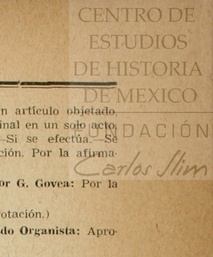 CENTRO DE
ESTUDIOS
DE HISTORIA
DE MEXICO
FUNDACIÓN
Carlos Slim
n artículo objetado,
inal en un solo acto.
Si se efectúa. Se
ción. Por la afirma-
or G. Govea: Por la
otación.)
do Organista: Apro-